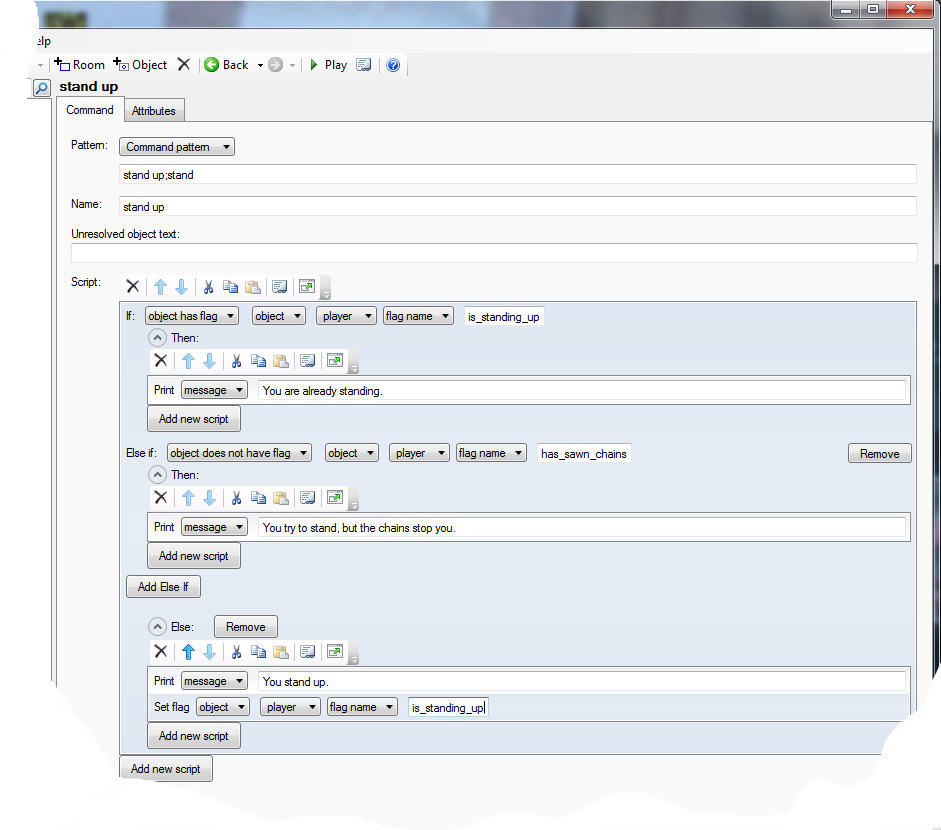 elp
Room Object Back Play
stand up
Command Attributes
Pattern: Command pattern
stand up;stand
Name: stand up
Unresolved object text:
Script:
If: object has flag object player flag name is_standing_up
Then:
Print message You are already standing.
Add new script
Else if: object does not have flag object player flag name has_sawn_chains Remove
Then:
Print message You try to stand, but the chains stop you.
Add new script
Add Else If
Else: Remove
Print message You stand up.
Set flag object player flag name is_standing_up
Add new script
Add new script